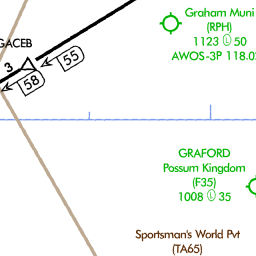 Graham Muni
(RPH)
1123 Ⓛ 50
AWOS-3P 118.0
GACEB
55
3
58
GRAFORD
Possum Kingdom
(F35)
1008 Ⓛ 35
Sportsman's World Pvt
(TA65)